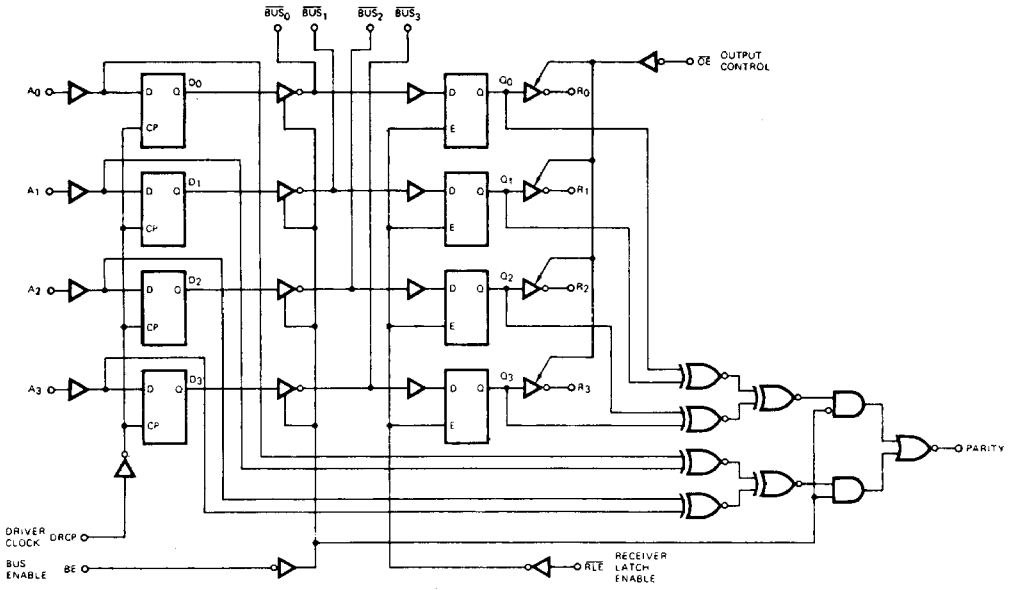 BUS0 BUS1 BUS2 BUS3
OE OUTPUT
CONTROL
A0 D Q D0 D Q Q0 R0
CP E
A1 D Q D1 D Q Q1 R1
CP E
A2 D Q D2 D Q Q2 R2
CP E
A3 D Q D3 D Q Q3 R3
CP E
PARITY
DRIVER
CLOCK DRCP
BUS
ENABLE BE
RLE RECEIVER
LATCH
ENABLE